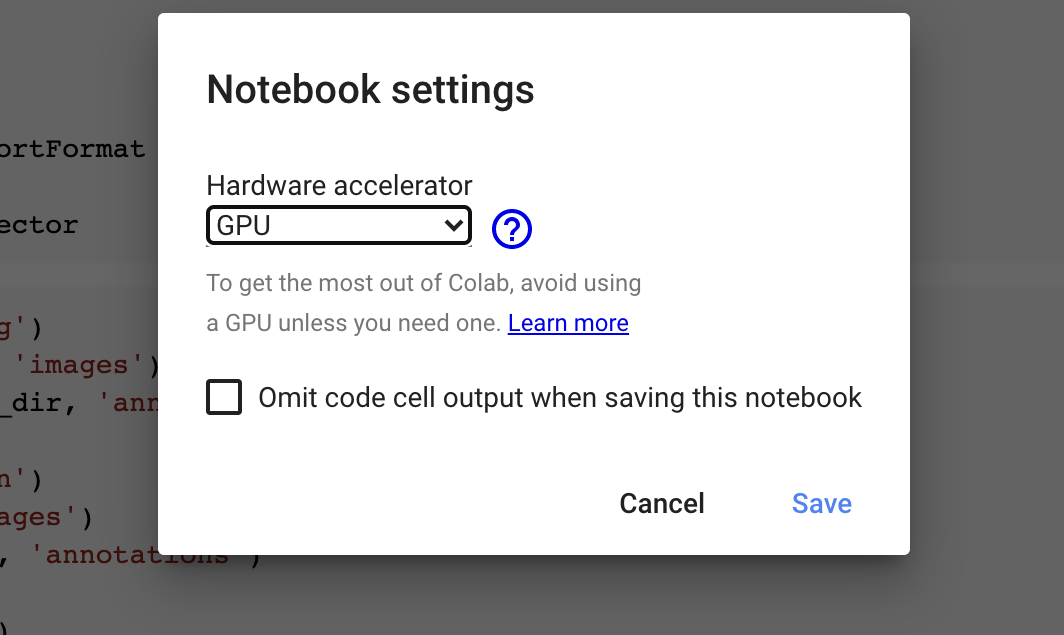 Notebook settings
ortFormat
Hardware accelerator
GPU
ector
To get the most out of Colab, avoid using
a GPU unless you need one. Learn more
g')
'images')
_dir, 'ann
Omit code cell output when saving this notebook
n')
ages')
Cancel Save
, 'annotations')
)